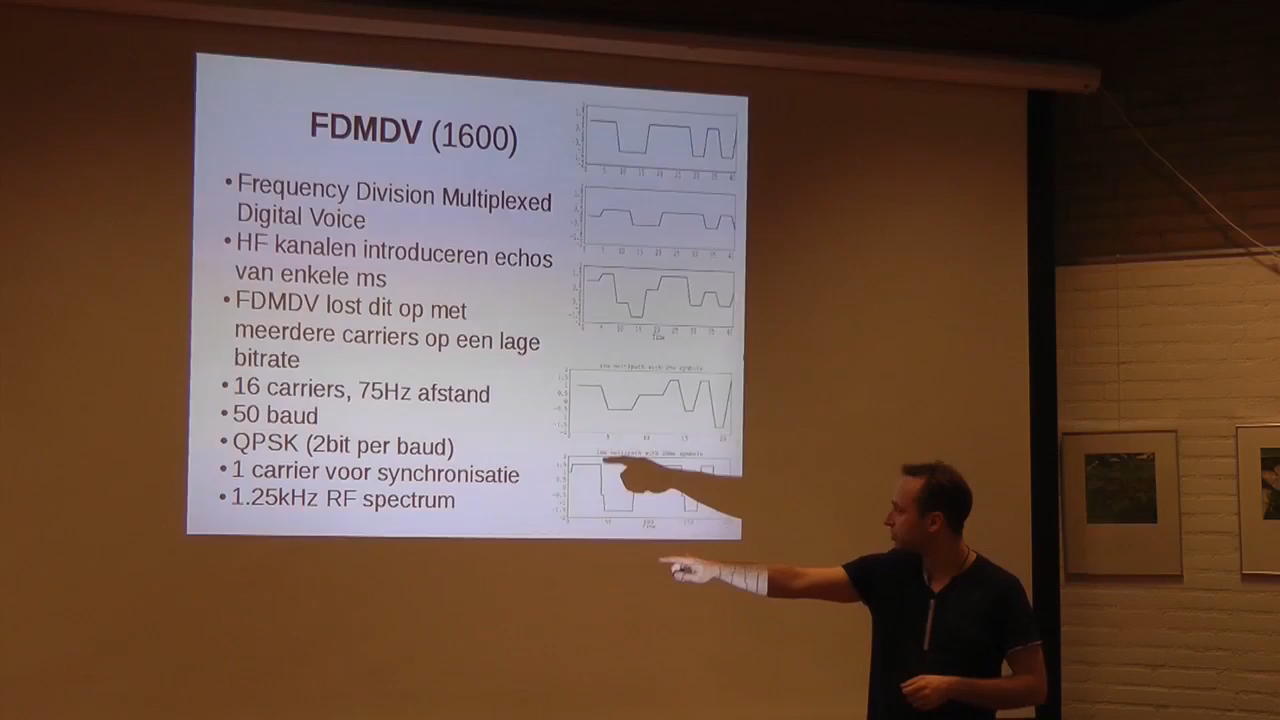 FDMDV (1600)
• Frequency Division Multiplexed
Digital Voice
• HF kanalen introduceren echos
van enkele ms
• FDMDV lost dit op met
meerdere carriers op een lage
bitrate
• 16 carriers, 75Hz afstand
• 50 baud
• QPSK (2bit per baud)
• 1 carrier voor synchronisatie
• 1.25kHz RF spectrum